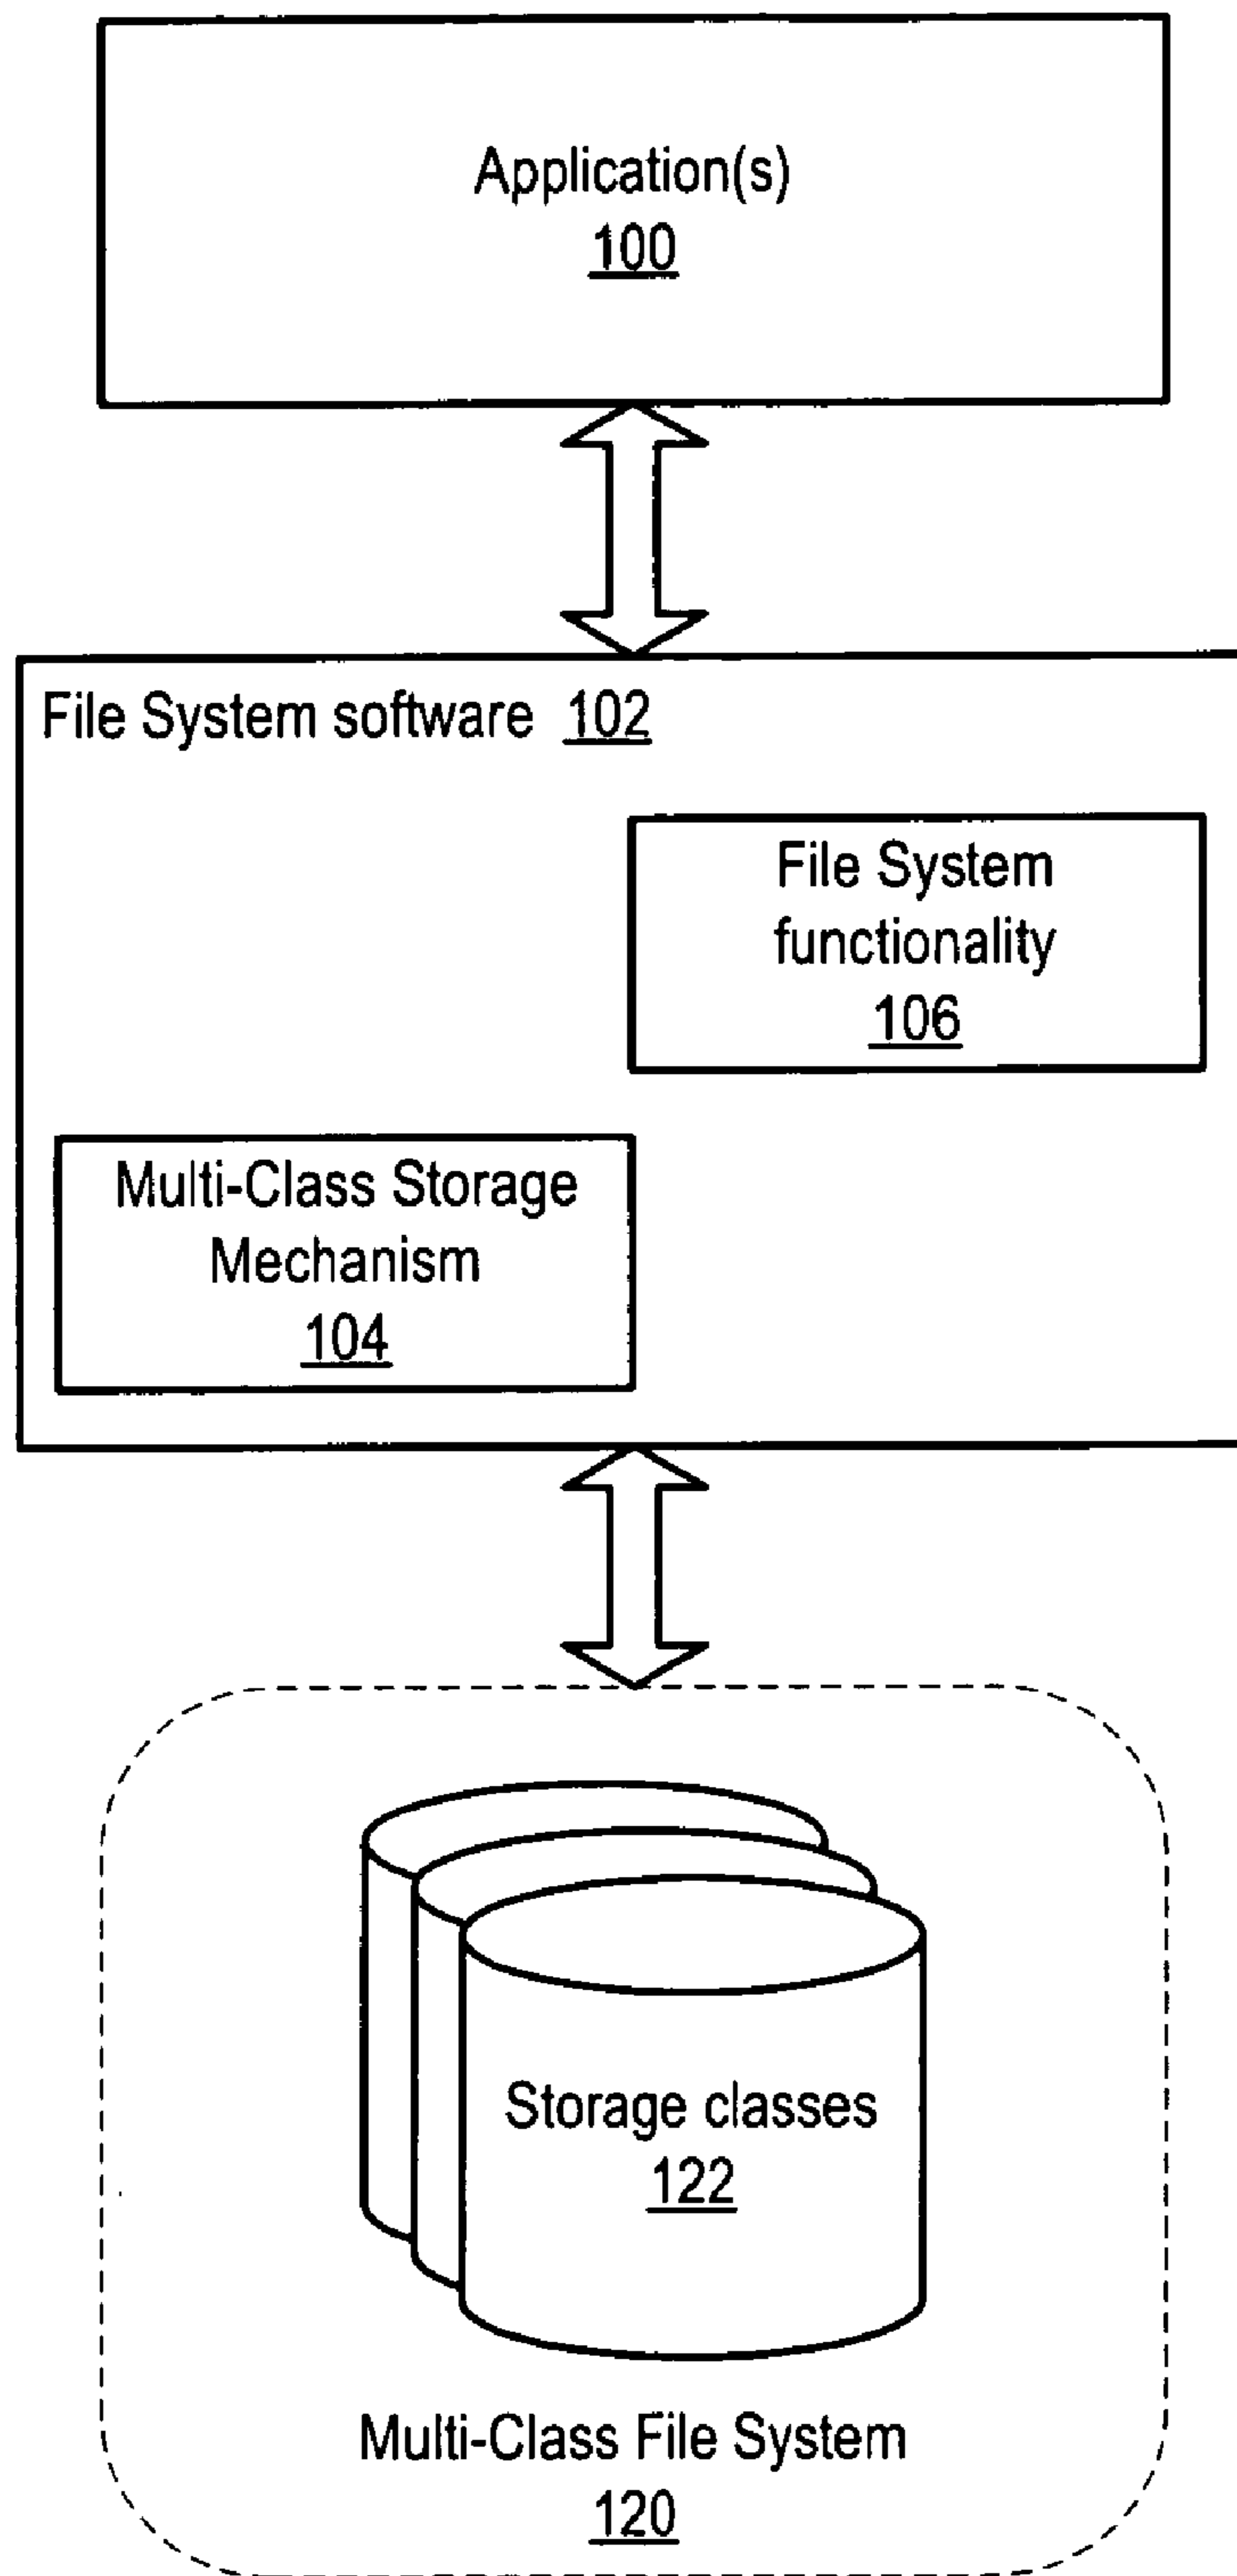 Application(s)
100
File System software 102
File System
functionality
106
Multi-Class Storage
Mechanism
104
Storage classes
122
Multi-Class File System
120